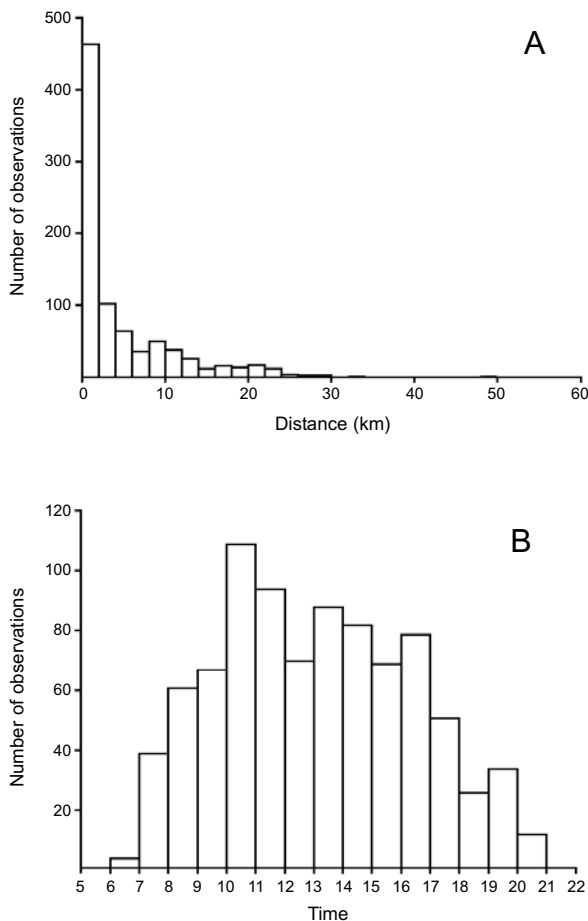 500
A
400
300
200
100
Number of observations
0 10 20 30 40 50 60
Distance (km)
120
B
100
80
60
40
20
Number of observations
5 6 7 8 9 10 11 12 13 14 15 16 17 18 19 20 21 22
Time